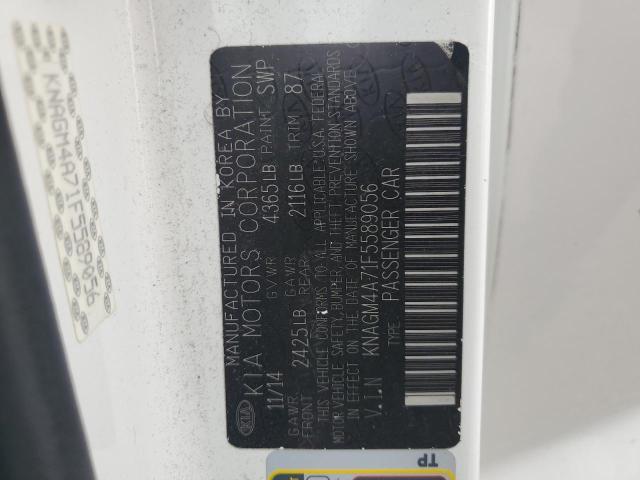 MANUFACTURED IN KOREA BY
KIA KIA MOTORS CORPORATION
11/14 GVWR 4365LB PAINT SWP
GAWR FRONT 2425LB GAWR REAR 2116LB TRIM 87
THIS VEHICLE CONFORMS TO ALL APPLICABLE U.S.A. FEDERAL
MOTOR VEHICLE SAFETY, BUMPER, AND THEFT PREVENTION STANDARDS
IN EFFECT ON THE DATE OF MANUFACTURE SHOWN ABOVE.
V.I.N KNAGM4A71F5589056
TYPE PASSENGER CAR
KNAGM4A71F5589056
TP